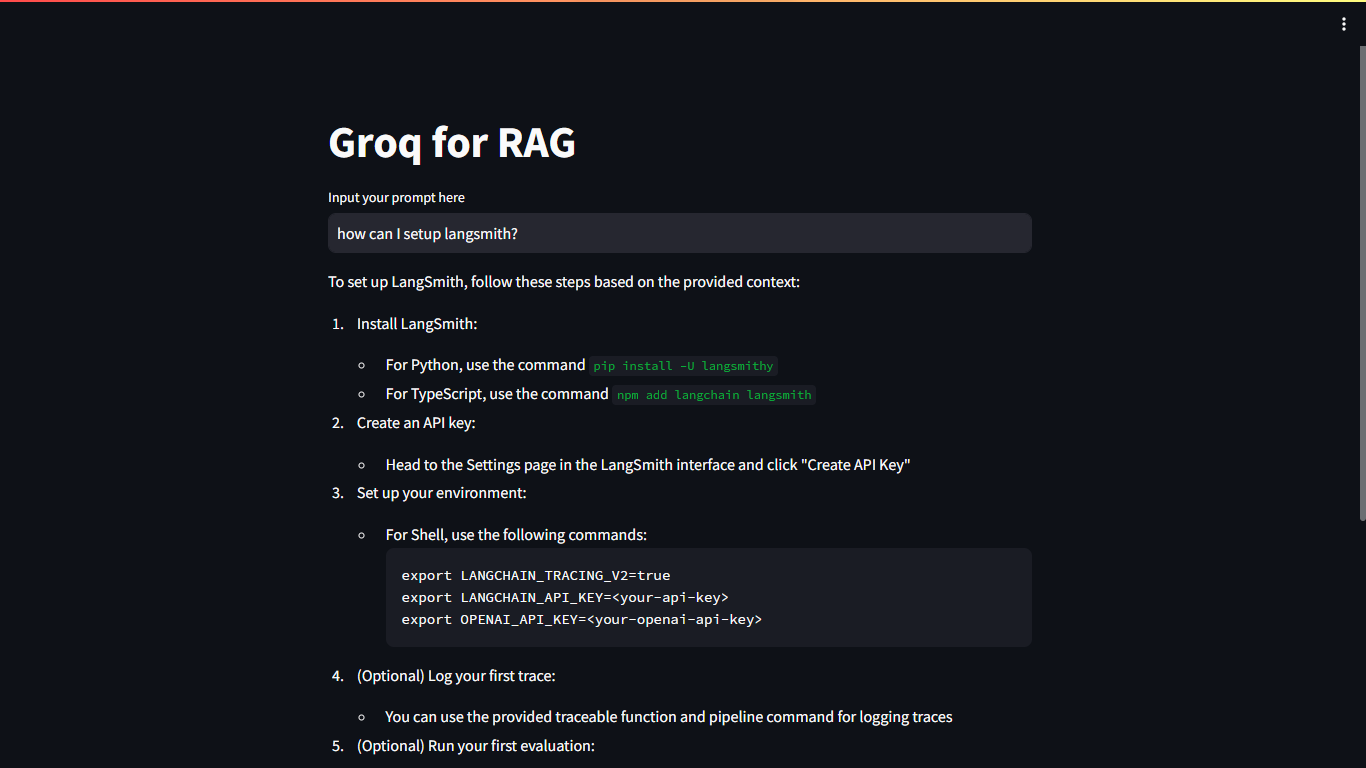 Groq for RAG
Input your prompt here
how can I setup langsmith?
To set up LangSmith, follow these steps based on the provided context:
1. Install LangSmith:
For Python, use the command pip install -U langsmithy
For TypeScript, use the command npm add langchain langsmith
2. Create an API key:
Head to the Settings page in the LangSmith interface and click "Create API Key"
3. Set up your environment:
For Shell, use the following commands:
export LANGCHAIN_TRACING_V2=true
export LANGCHAIN_API_KEY=<your-api-key>
export OPENAI_API_KEY=<your-openai-api-key>
4. (Optional) Log your first trace:
You can use the provided traceable function and pipeline command for logging traces
5. (Optional) Run your first evaluation: